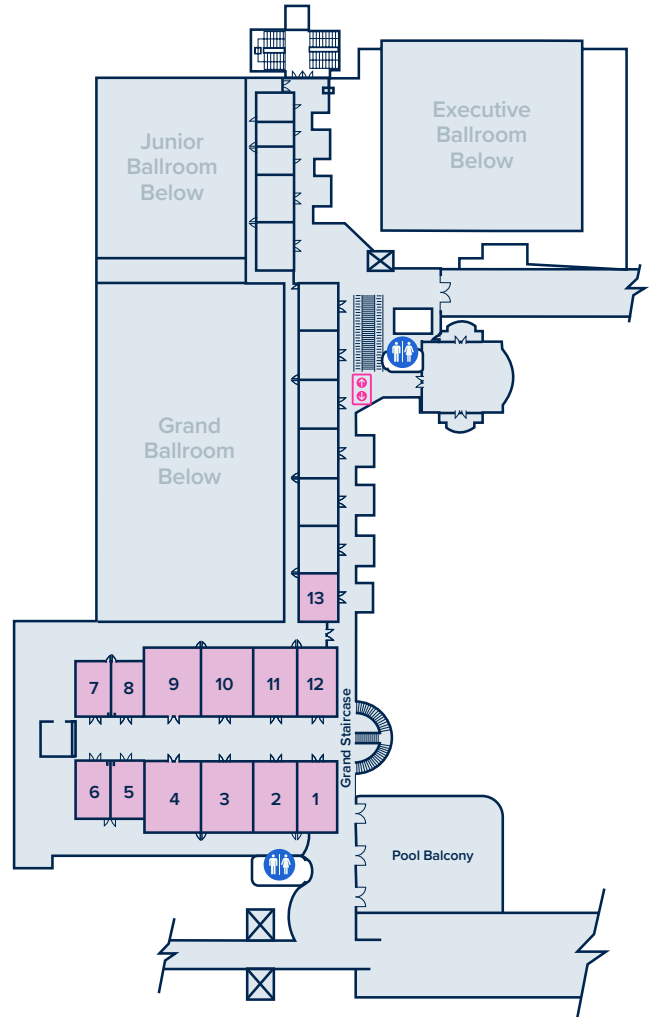 Junior
Ballroom
Below
Executive
Ballroom
Below
Grand
Ballroom
Below
13
7
8
9
10
11
12
Grand Staircase
6
5
4
3
2
1
Pool Balcony